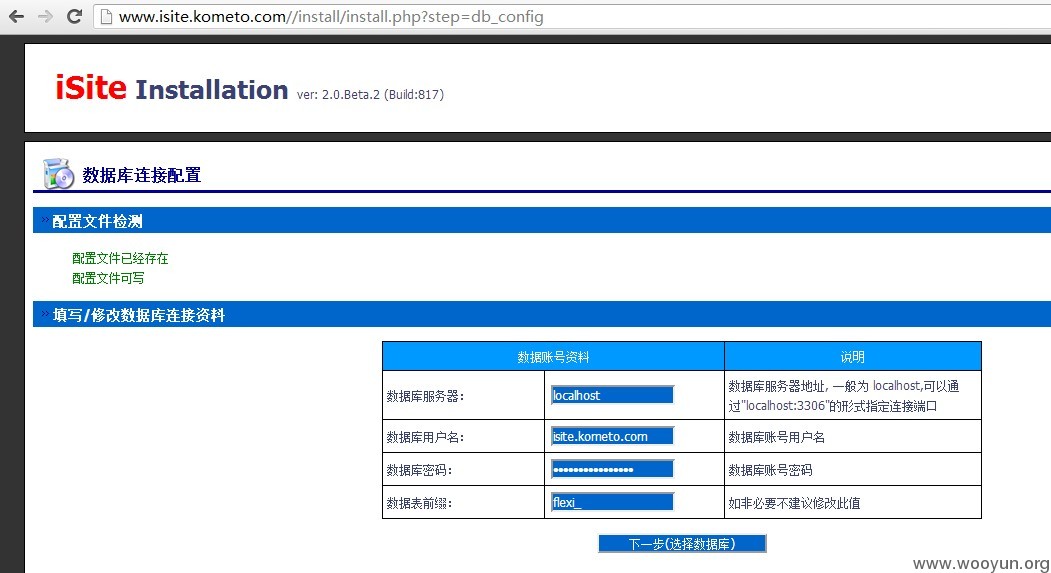 www.isite.kometo.com//install/install.php?step=db_config
iSite Installation ver: 2.0.Beta.2 (Build:817)
数据库连接配置
配置文件检测
配置文件已经存在
配置文件可写
填写/修改数据库连接资料
数据账号资料 说明
数据库服务器: localhost 数据库服务器地址, 一般为 localhost,可以通
过"localhost:3306"的形式指定连接端口
数据库用户名: isite.kometo.com 数据库账号用户名
数据库密码: •••••••••••••••• 数据库账号密码
数据表前缀: flexi_ 如非必要不建议修改此值
下一步(选择数据库)
www.wooyun.org